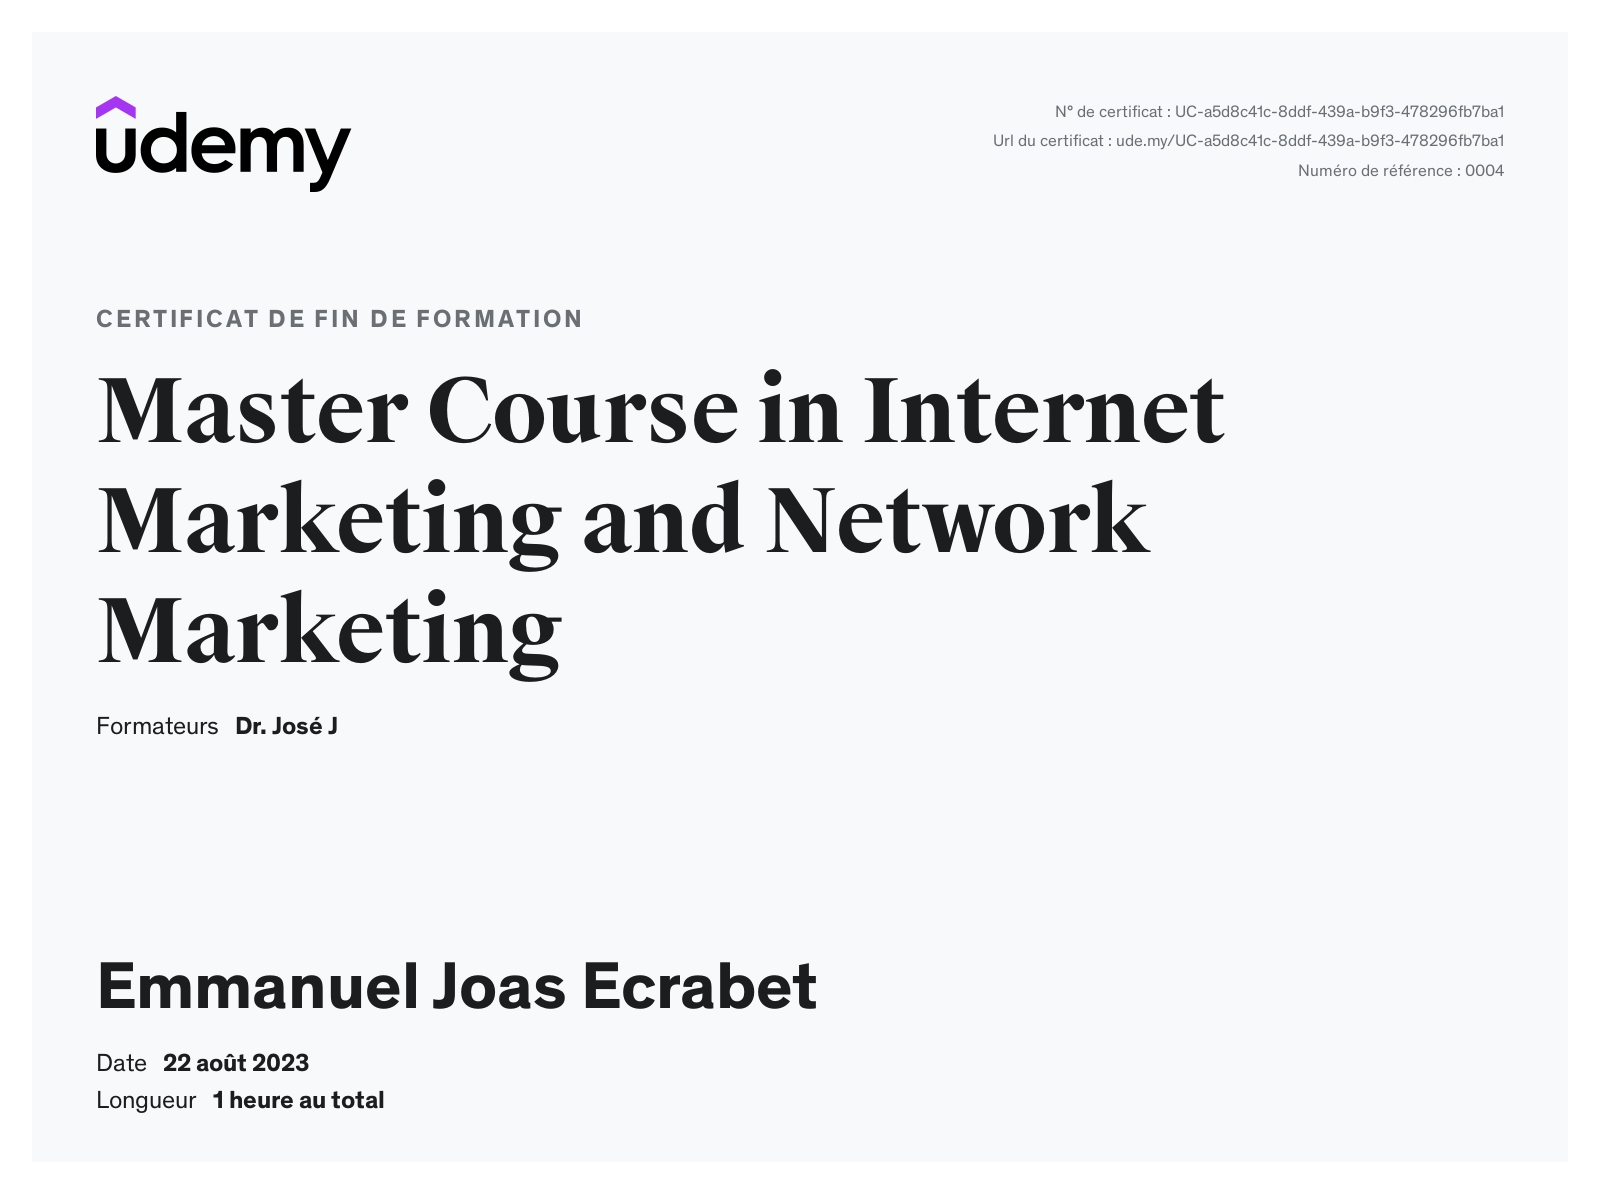 udemy
N° de certificat : UC-a5d8c41c-8ddf-439a-b9f3-478296fb7ba1
Url du certificat : ude.my/UC-a5d8c41c-8ddf-439a-b9f3-478296fb7ba1
Numéro de référence : 0004
CERTIFICAT DE FIN DE FORMATION
Master Course in Internet
Marketing and Network
Marketing
Formateurs Dr. José J
Emmanuel Joas Ecrabet
Date 22 août 2023
Longueur 1 heure au total